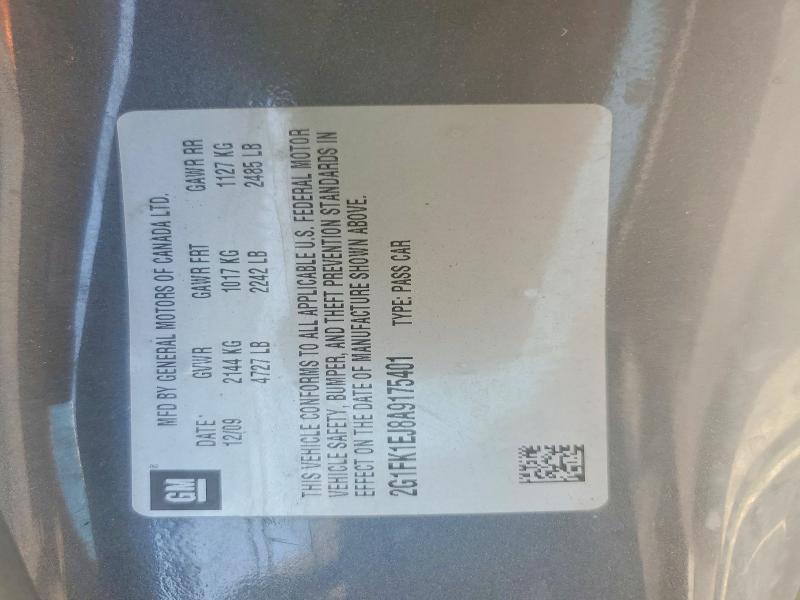 GM®
MFD BY GENERAL MOTORS OF CANADA LTD.
DATE GVWR GAWR FRT GAWR RR
12/09 2144 KG 1017 KG 1127 KG
4727 LB 2242 LB 2485 LB
THIS VEHICLE CONFORMS TO ALL APPLICABLE U.S. FEDERAL MOTOR
VEHICLE SAFETY, BUMPER, AND THEFT PREVENTION STANDARDS IN
EFFECT ON THE DATE OF MANUFACTURE SHOWN ABOVE.
2G1FK1EJ8A9175401 TYPE: PASS CAR